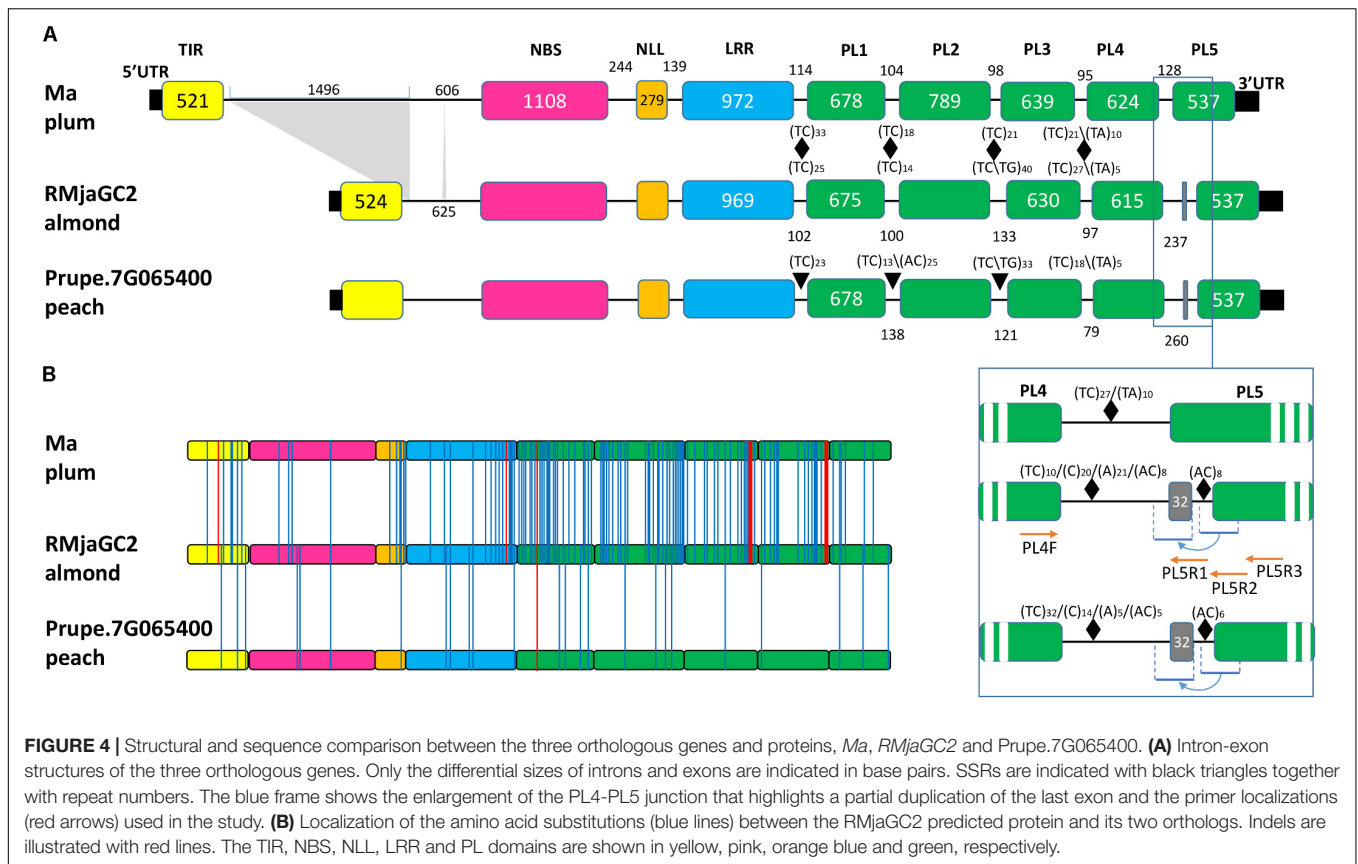 A
TIR NBS NLL LRR PL1 PL2 PL3 PL4 PL5
5'UTR 1496 606 244 139 114 104 98 95 128 3'UTR
Ma
plum
521 1108 279 972 678 789 639 624 537
(TC)33 (TC)18 (TC)21 (TC)21\(TA)10
(TC)25 (TC)14 (TC\TG)40 (TC)27\(TA)5
RMjaGC2
almond
524 969 675 630 615 537
625 102 100 133 97 237
Prupe.7G065400
peach
(TC)23 (TC)13\(AC)25 (TC\TG)33 (TC)18\(TA)5
678 537
138 121 79 260
B
Ma
plum
RMjaGC2
almond
Prupe.7G065400
peach
PL4 (TC)27/(TA)10 PL5
(TC)10/(C)20/(A)21/(AC)8 (AC)8
32
PL4F PL5R1 PL5R2 PL5R3
(TC)32/(C)14/(A)5/(AC)5 (AC)6
32
FIGURE 4 | Structural and sequence comparison between the three orthologous genes and proteins, Ma, RMjaGC2 and Prupe.7G065400. (A) Intron-exon
structures of the three orthologous genes. Only the differential sizes of introns and exons are indicated in base pairs. SSRs are indicated with black triangles together
with repeat numbers. The blue frame shows the enlargement of the PL4-PL5 junction that highlights a partial duplication of the last exon and the primer localizations
(red arrows) used in the study. (B) Localization of the amino acid substitutions (blue lines) between the RMjaGC2 predicted protein and its two orthologs. Indels are
illustrated with red lines. The TIR, NBS, NLL, LRR and PL domains are shown in yellow, pink, orange blue and green, respectively.